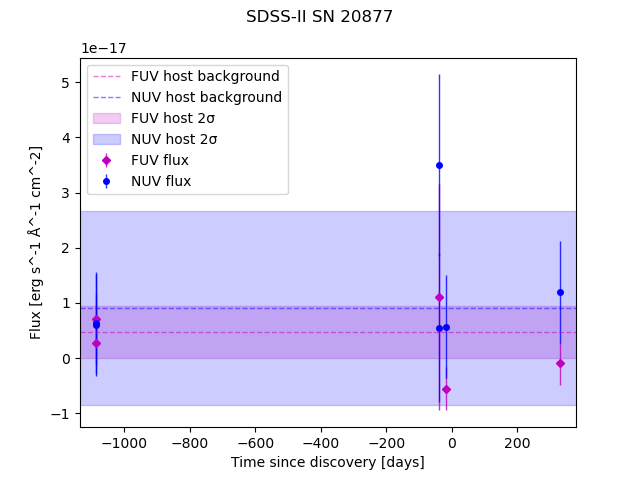 SDSS-II SN 20877
1e−17
FUV host background
NUV host background
FUV host 2σ
NUV host 2σ
FUV flux
NUV flux
5
4
3
2
1
0
−1
Flux [erg s^-1 Å^-1 cm^-2]
−1000 −800 −600 −400 −200 0 200
Time since discovery [days]